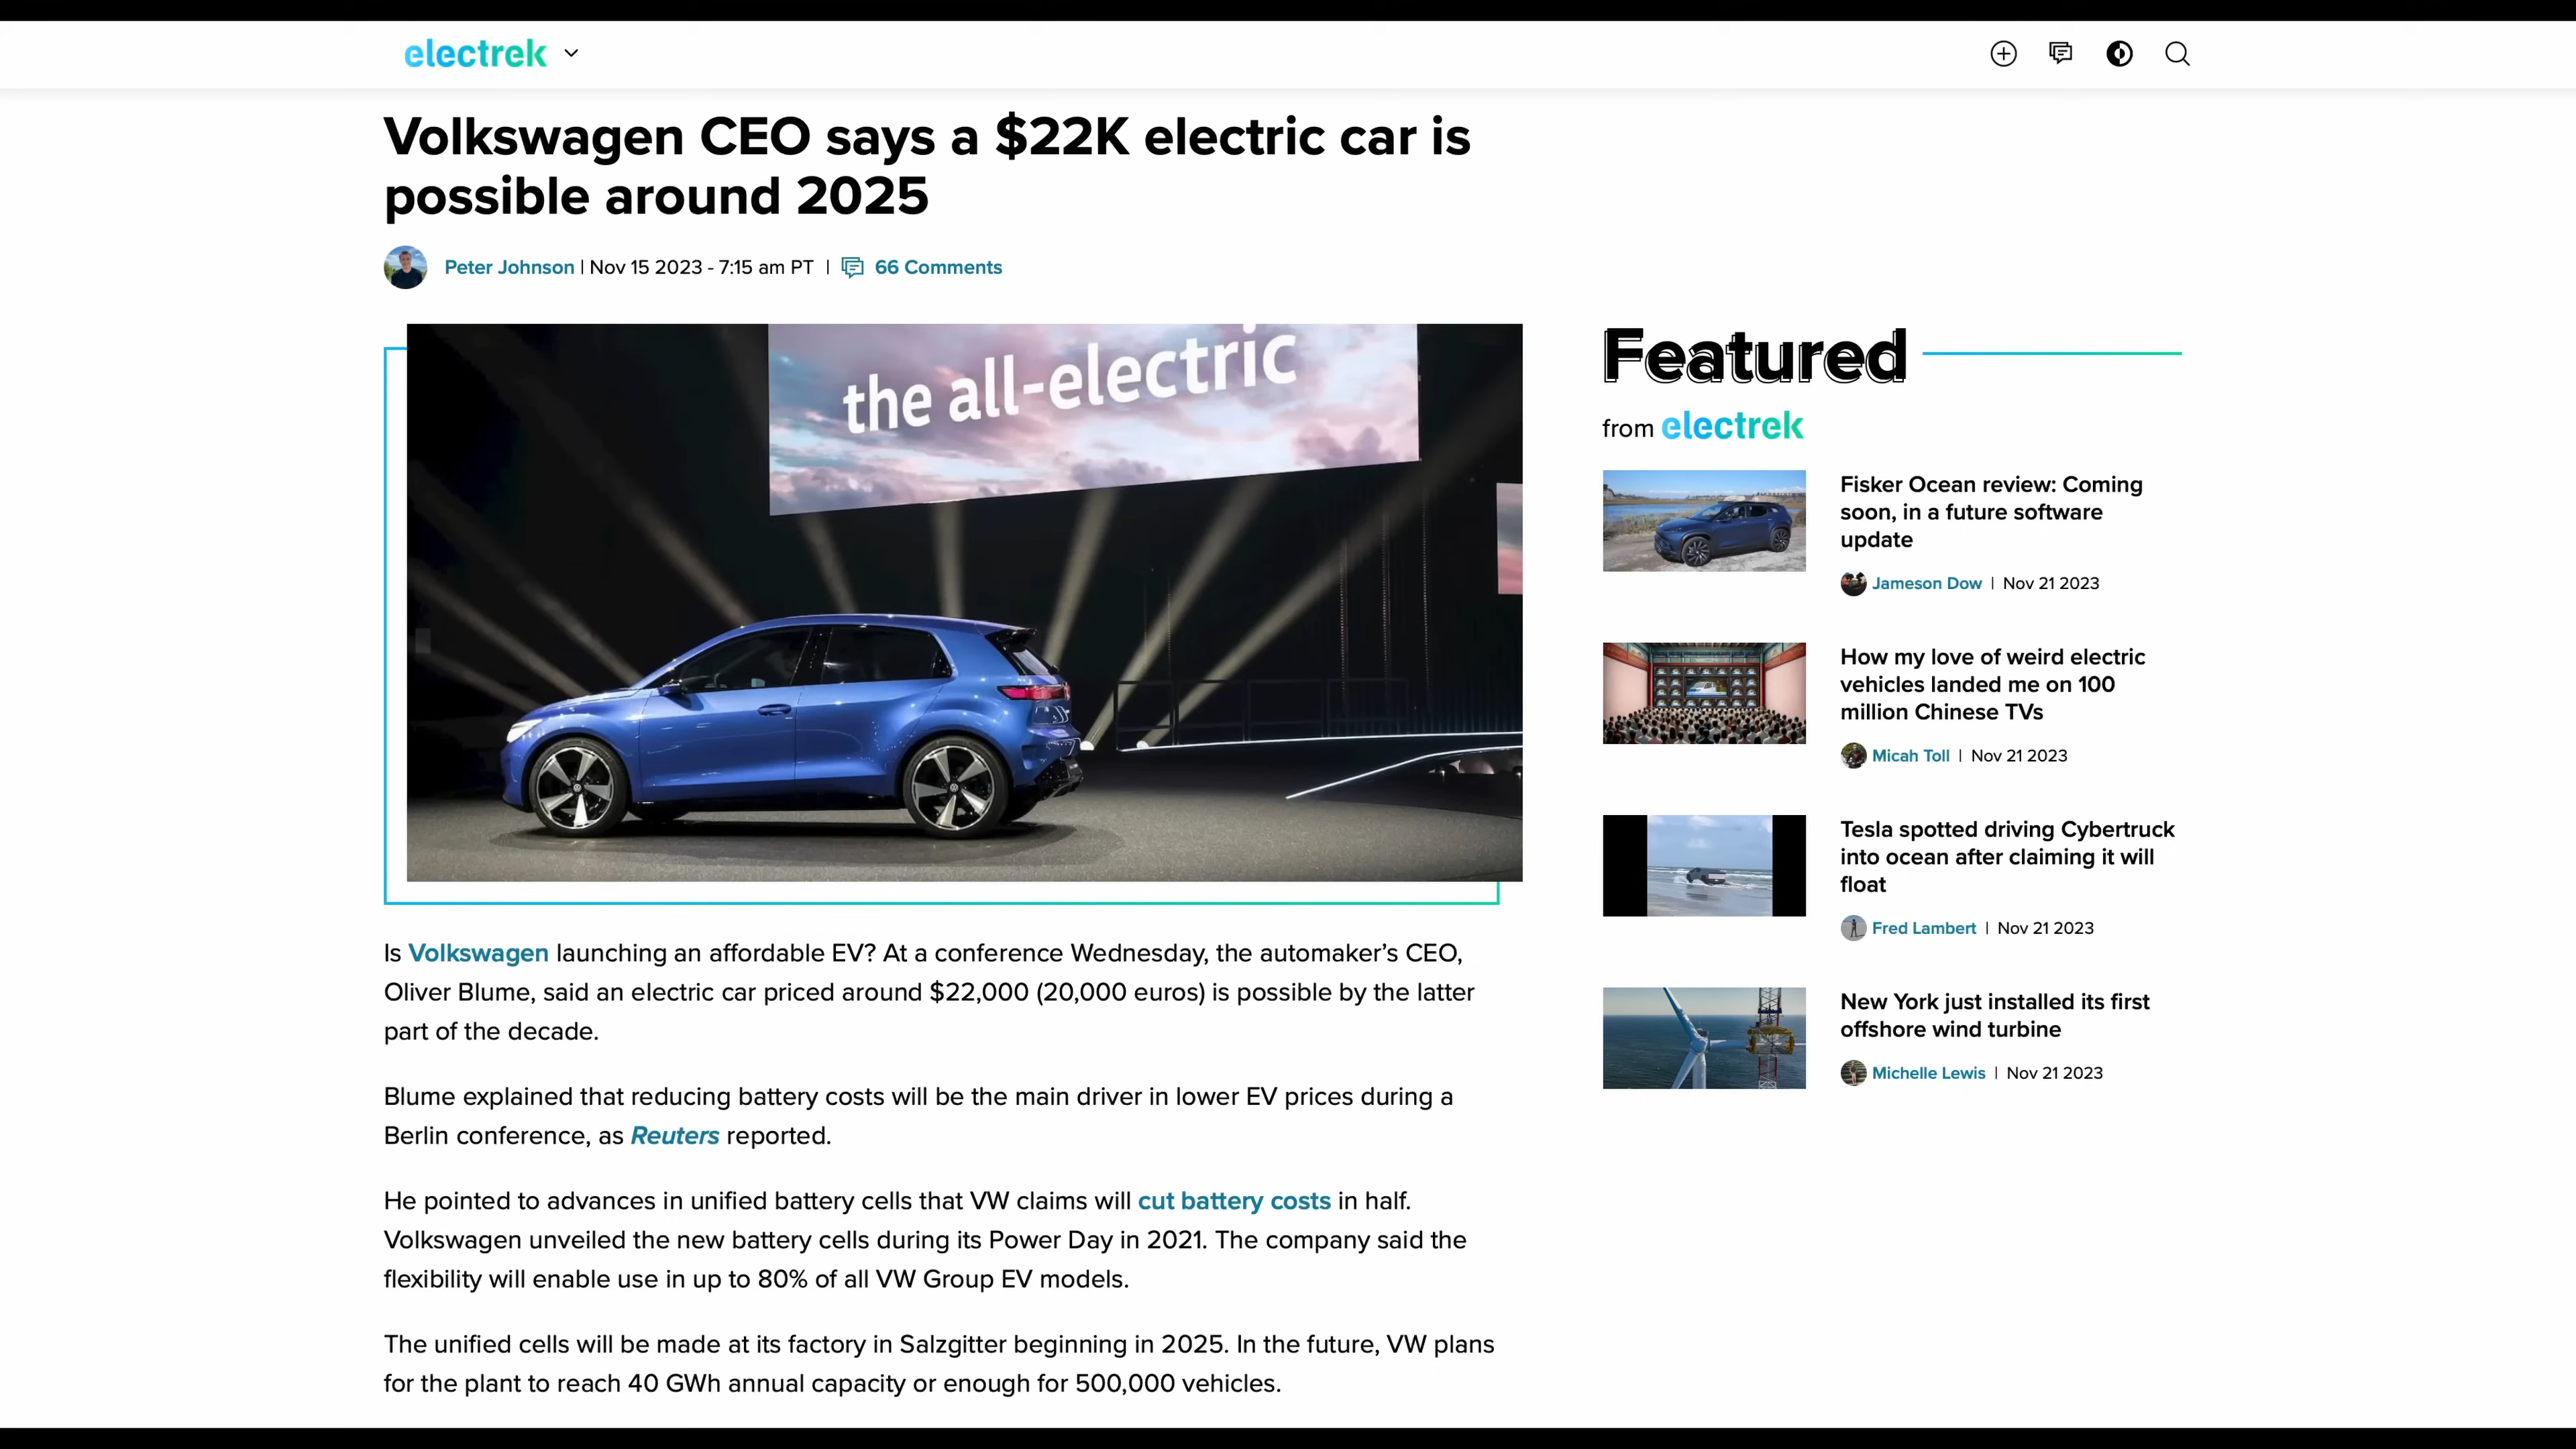 electrek
Volkswagen CEO says a $22K electric car is
possible around 2025
Peter Johnson | Nov 15 2023 - 7:15 am PT | 66 Comments
the all-electric
Is Volkswagen launching an affordable EV? At a conference Wednesday, the automaker’s CEO,
Oliver Blume, said an electric car priced around $22,000 (20,000 euros) is possible by the latter
part of the decade.
Blume explained that reducing battery costs will be the main driver in lower EV prices during a
Berlin conference, as Reuters reported.
He pointed to advances in unified battery cells that VW claims will cut battery costs in half.
Volkswagen unveiled the new battery cells during its Power Day in 2021. The company said the
flexibility will enable use in up to 80% of all VW Group EV models.
The unified cells will be made at its factory in Salzgitter beginning in 2025. In the future, VW plans
for the plant to reach 40 GWh annual capacity or enough for 500,000 vehicles.
Featured
from electrek
Fisker Ocean review: Coming
soon, in a future software
update
Jameson Dow | Nov 21 2023
How my love of weird electric
vehicles landed me on 100
million Chinese TVs
Micah Toll | Nov 21 2023
Tesla spotted driving Cybertruck
into ocean after claiming it will
float
Fred Lambert | Nov 21 2023
New York just installed its first
offshore wind turbine
Michelle Lewis | Nov 21 2023